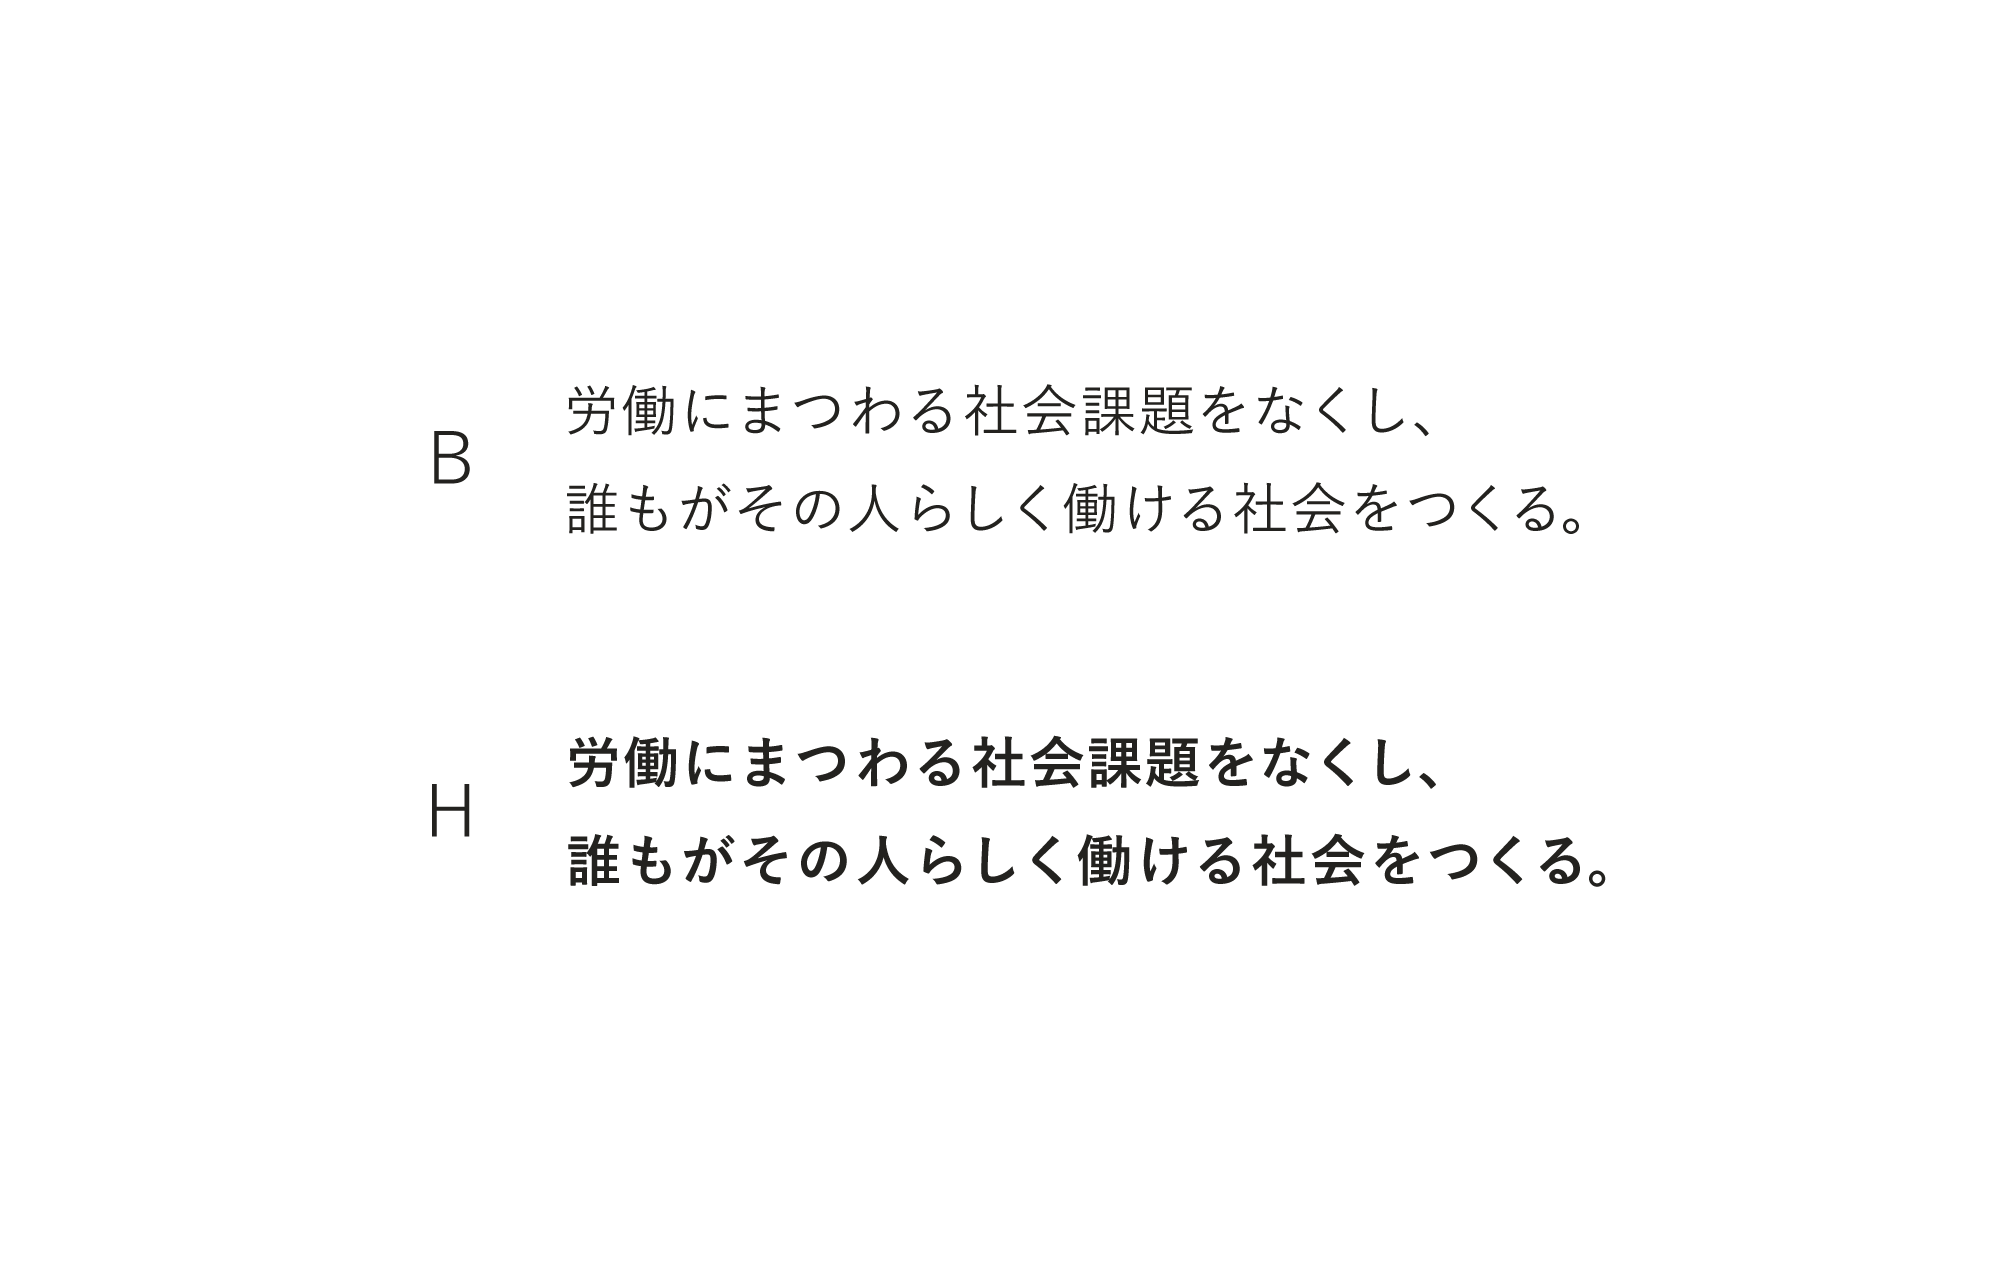 B
労働にまつわる社会課題をなくし、
誰もがその人らしく働ける社会をつくる。
H
労働にまつわる社会課題をなくし、
誰もがその人らしく働ける社会をつくる。